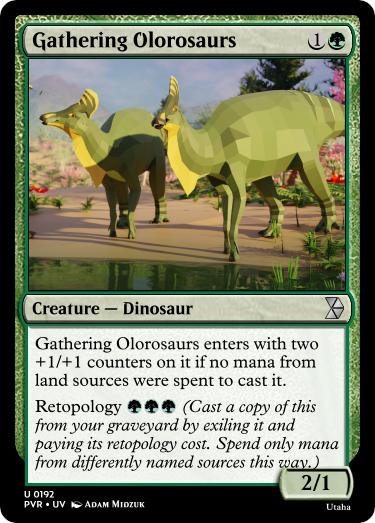 Gathering Olorosaurs 1
Creature — Dinosaur
Gathering Olorosaurs enters with two
+1/+1 counters on it if no mana from
land sources were spent to cast it.
Retopology (Cast a copy of this
from your graveyard by exiling it and
paying its retopology cost. Spend only mana
from differently named sources this way.)
2/1
U 0192
PVR • UV Adam Midzuk
Utaha